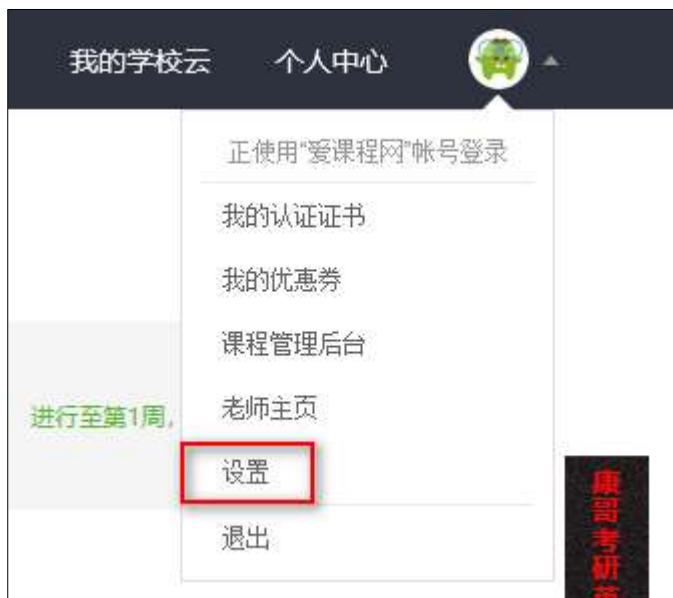 我的学校云 个人中心
正使用“爱课程网”帐号登录
我的认证证书
我的优惠券
课程管理后台
老师主页
进行至第1周,
设置
退出
康哥考研